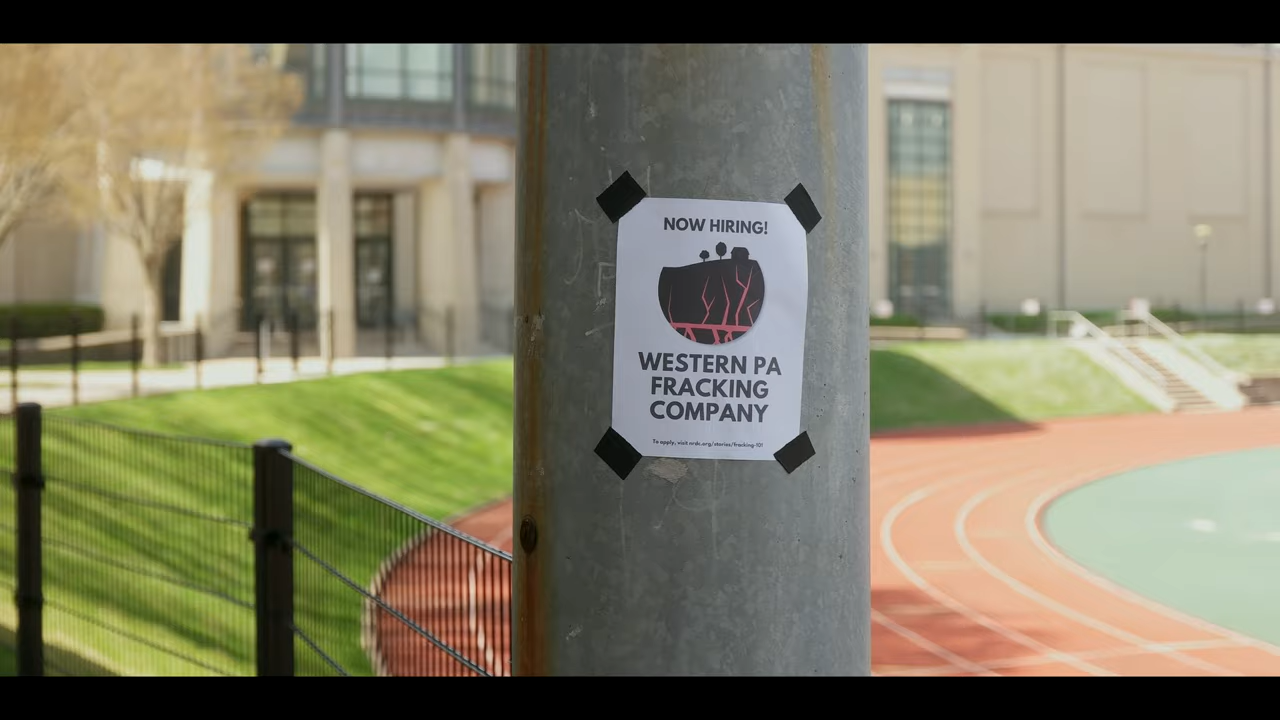 NOW HIRING!
WESTERN PA
FRACKING
COMPANY
To apply, visit nrdc.org/stories/fracking-101